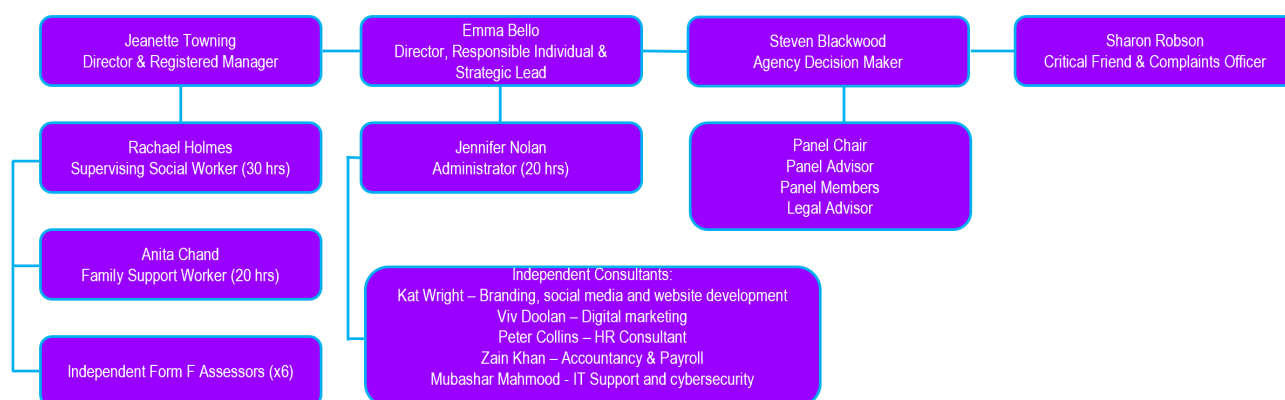 Jeanette Towning
Director & Registered Manager
Emma Bello
Director, Responsible Individual &
Strategic Lead
Steven Blackwood
Agency Decision Maker
Sharon Robson
Critical Friend & Complaints Officer
Rachael Holmes
Supervising Social Worker (30 hrs)
Jennifer Nolan
Administrator (20 hrs)
Panel Chair
Panel Advisor
Panel Members
Legal Advisor
Anita Chand
Family Support Worker (20 hrs)
Independent Consultants:
Kat Wright – Branding, social media and website development
Viv Doolan – Digital marketing
Peter Collins – HR Consultant
Zain Khan – Accountancy & Payroll
Mubashar Mahmood - IT Support and cybersecurity
Independent Form F Assessors (x6)